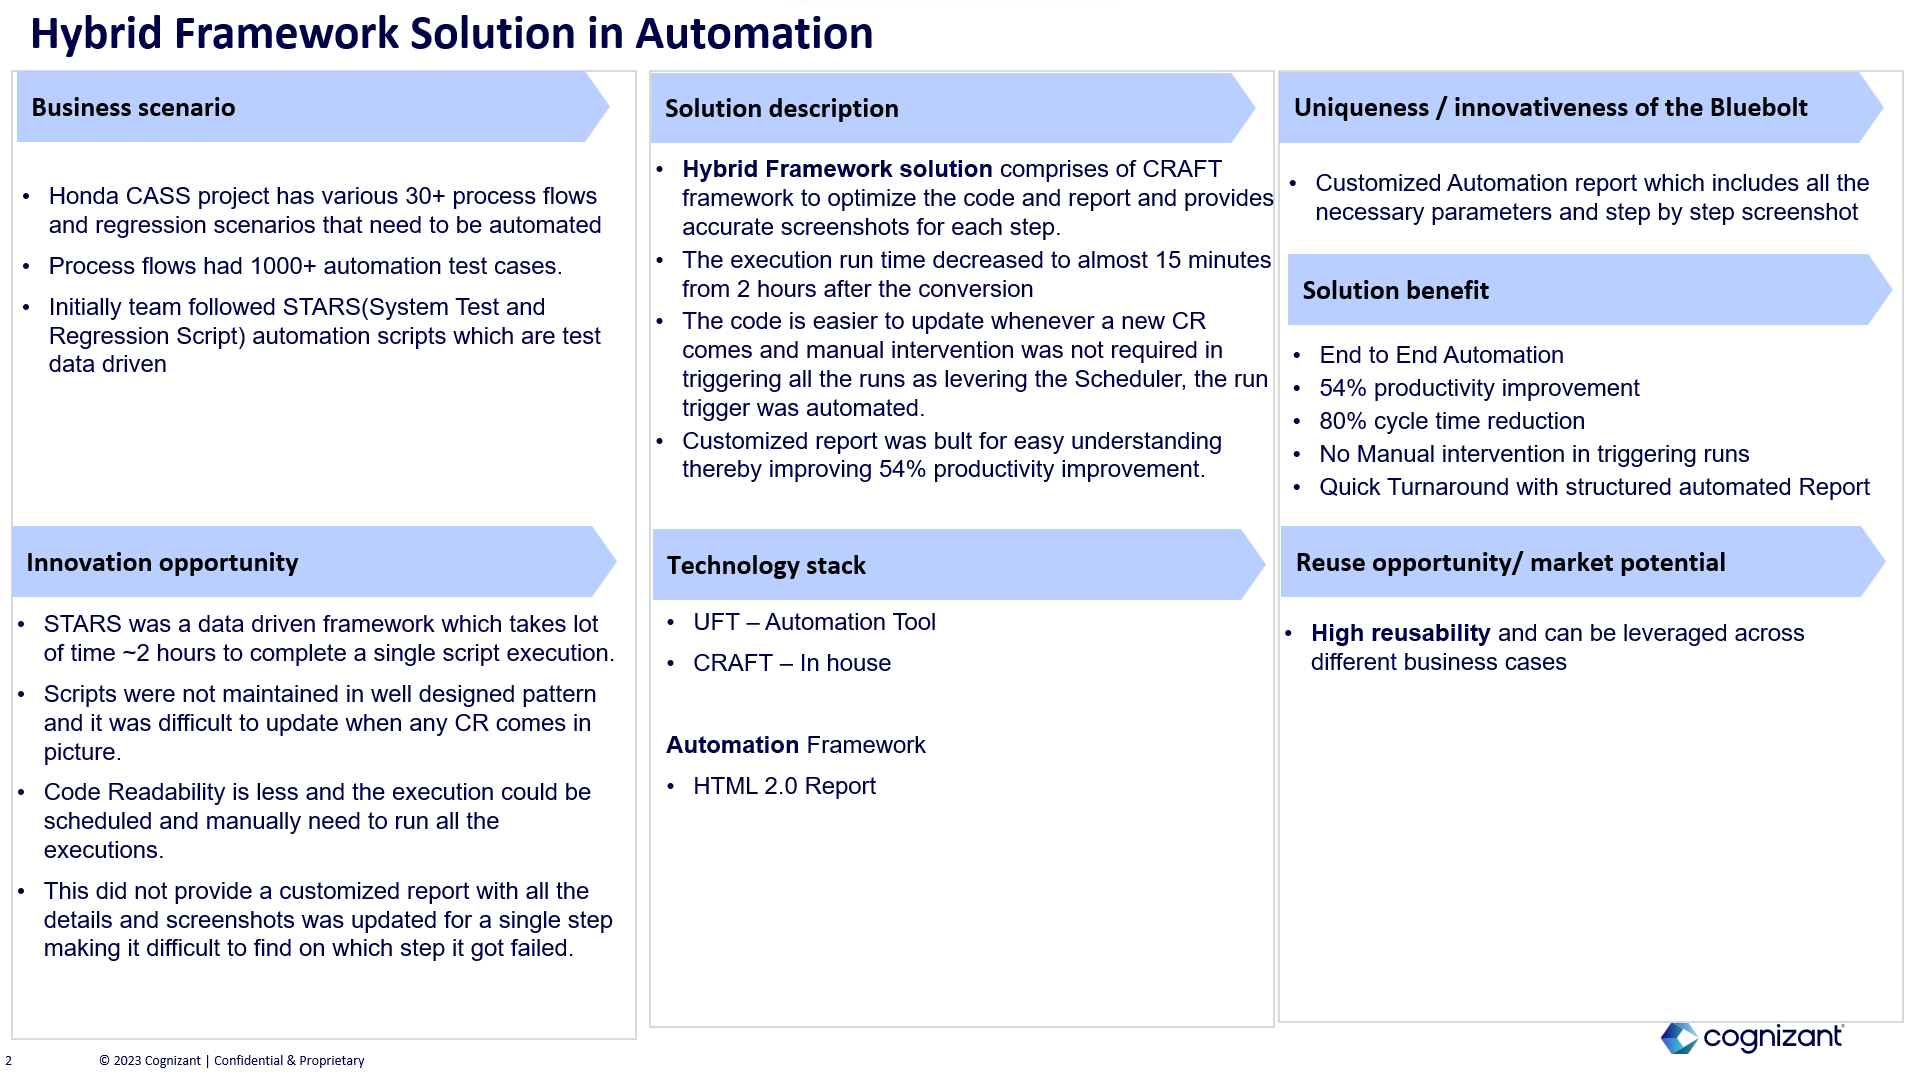 Hybrid Framework Solution in Automation
Business scenario
• Honda CASS project has various 30+ process flows
and regression scenarios that need to be automated
• Process flows had 1000+ automation test cases.
• Initially team followed STARS(System Test and
Regression Script) automation scripts which are test
data driven
Innovation opportunity
• STARS was a data driven framework which takes lot
of time ~2 hours to complete a single script execution.
• Scripts were not maintained in well designed pattern
and it was difficult to update when any CR comes in
picture.
• Code Readability is less and the execution could be
scheduled and manually need to run all the
executions.
• This did not provide a customized report with all the
details and screenshots was updated for a single step
making it difficult to find on which step it got failed.
Solution description
• Hybrid Framework solution comprises of CRAFT
framework to optimize the code and report and provides
accurate screenshots for each step.
• The execution run time decreased to almost 15 minutes
from 2 hours after the conversion
• The code is easier to update whenever a new CR
comes and manual intervention was not required in
triggering all the runs as levering the Scheduler, the run
trigger was automated.
• Customized report was bult for easy understanding
thereby improving 54% productivity improvement.
Technology stack
• UFT – Automation Tool
• CRAFT – In house
Automation Framework
• HTML 2.0 Report
Uniqueness / innovativeness of the Bluebolt
• Customized Automation report which includes all the
necessary parameters and step by step screenshot
Solution benefit
• End to End Automation
• 54% productivity improvement
• 80% cycle time reduction
• No Manual intervention in triggering runs
• Quick Turnaround with structured automated Report
Reuse opportunity/ market potential
• High reusability and can be leveraged across
different business cases
2
© 2023 Cognizant | Confidential & Proprietary
cognizant